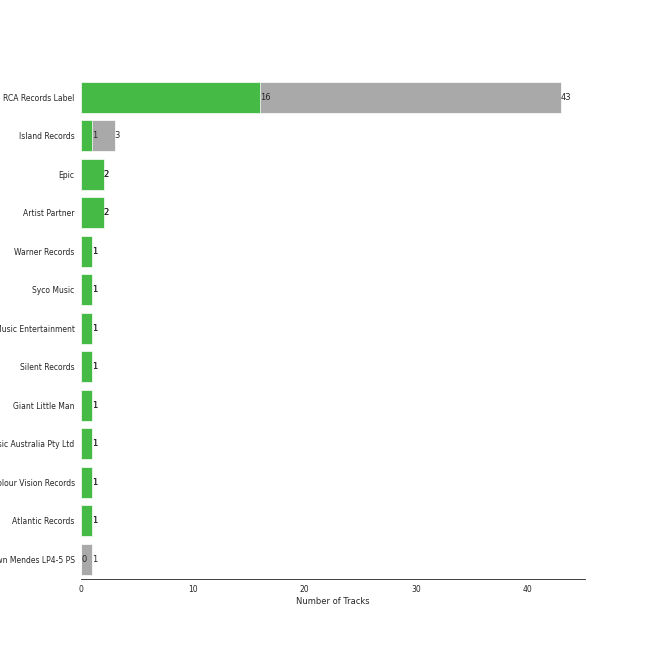 RCA Records Label 16 43
Island Records 1 3
Epic 2
Artist Partner 2
Warner Records 1
Syco Music 1
Music Entertainment 1
Silent Records 1
Giant Little Man 1
sic Australia Pty Ltd 1
olour Vision Records 1
Atlantic Records 1
wn Mendes LP4-5 PS 0 1
0 10 20 30 40
Number of Tracks